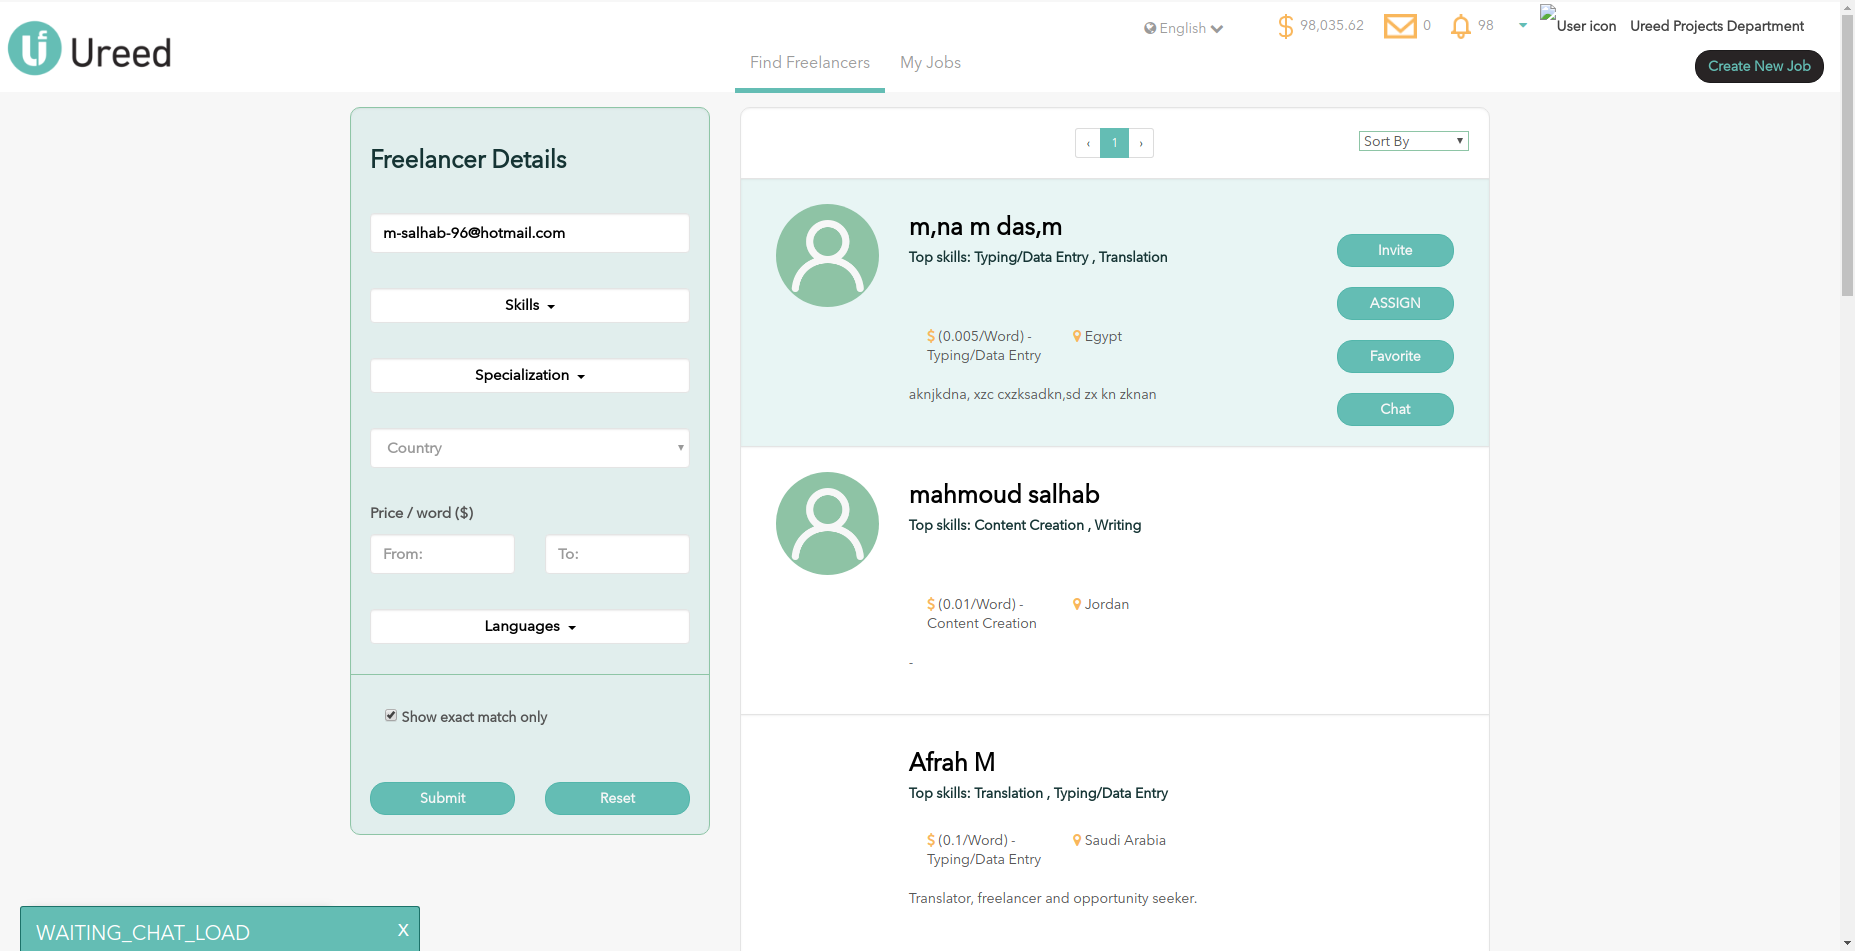 Ureed
English
98,035.62
0
98
User icon
Ureed Projects Department
Find Freelancers
My Jobs
Create New Job
Freelancer Details
m-salhab-96@hotmail.com
Skills
Specialization
Country
Price / word ($)
From:
To:
Languages
Show exact match only
Submit
Reset
‹ 1 ›
Sort By
m,na m das,m
Top skills: Typing/Data Entry , Translation
$ (0.005/Word) -
Typing/Data Entry
Egypt
aknjkdna, xzc cxzksadkn,sd zx kn zknan
Invite
ASSIGN
Favorite
Chat
mahmoud salhab
Top skills: Content Creation , Writing
$ (0.01/Word) -
Content Creation
Jordan
-
Afrah M
Top skills: Translation , Typing/Data Entry
$ (0.1/Word) -
Typing/Data Entry
Saudi Arabia
Translator, freelancer and opportunity seeker.
WAITING_CHAT_LOAD
X